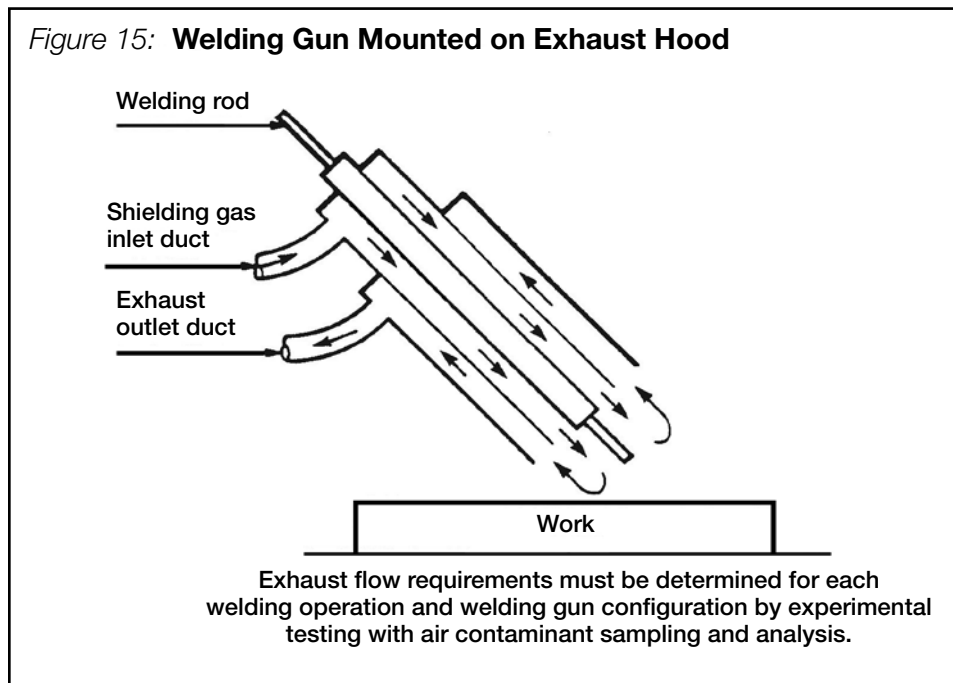 Figure 15: Welding Gun Mounted on Exhaust Hood
Welding rod
Shielding gas
inlet duct
Exhaust
outlet duct
Work
Exhaust flow requirements must be determined for each
welding operation and welding gun configuration by experimental
testing with air contaminant sampling and analysis.